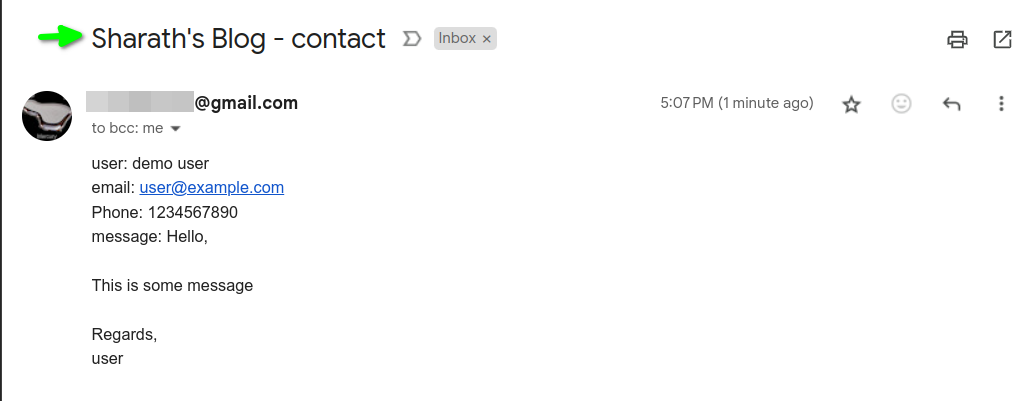 Sharath's Blog - contact Inbox ×
@gmail.com 5:07 PM (1 minute ago)
to bcc: me
user: demo user
email: user@example.com
Phone: 1234567890
message: Hello,
This is some message
Regards,
user